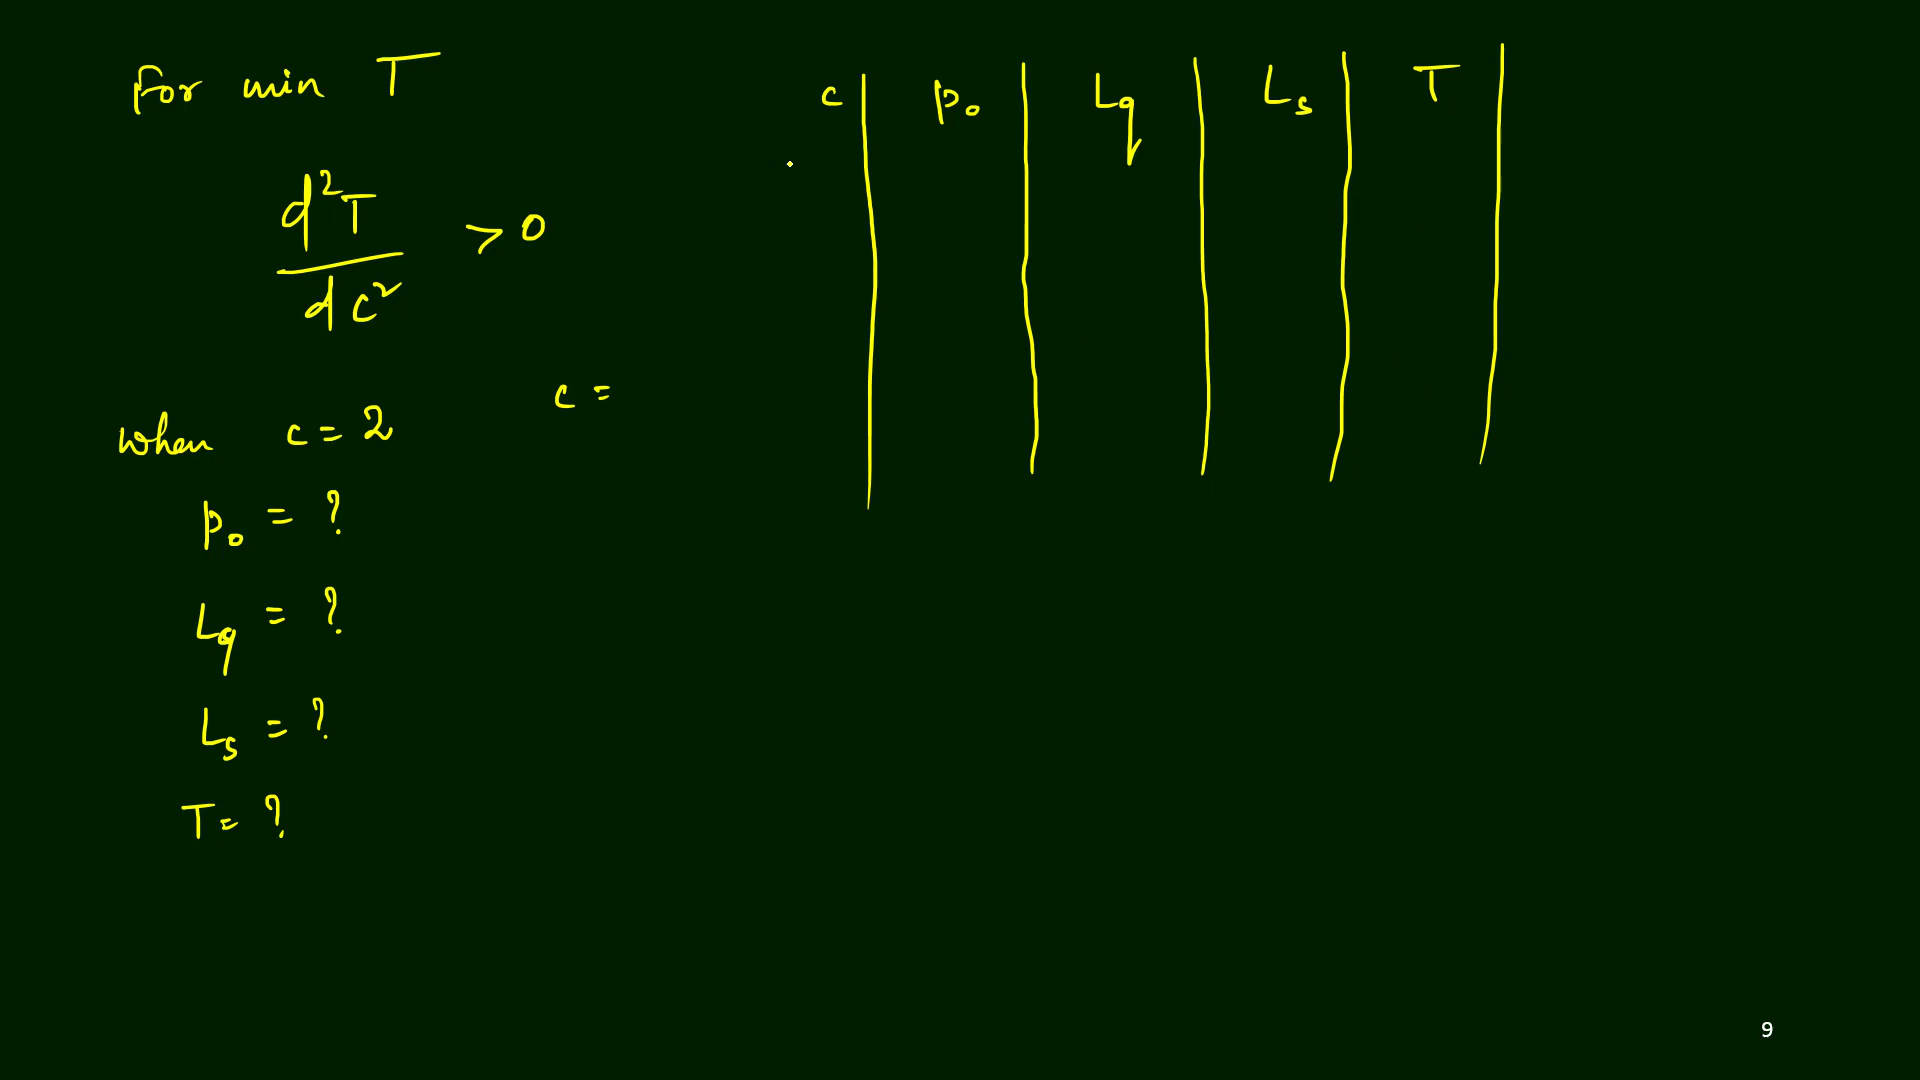 For min T
d²T
dc²
> 0
when c = 2
c =
p₀ = ?
Lq = ?
Ls = ?
T = ?
c p₀ Lq Ls T
9